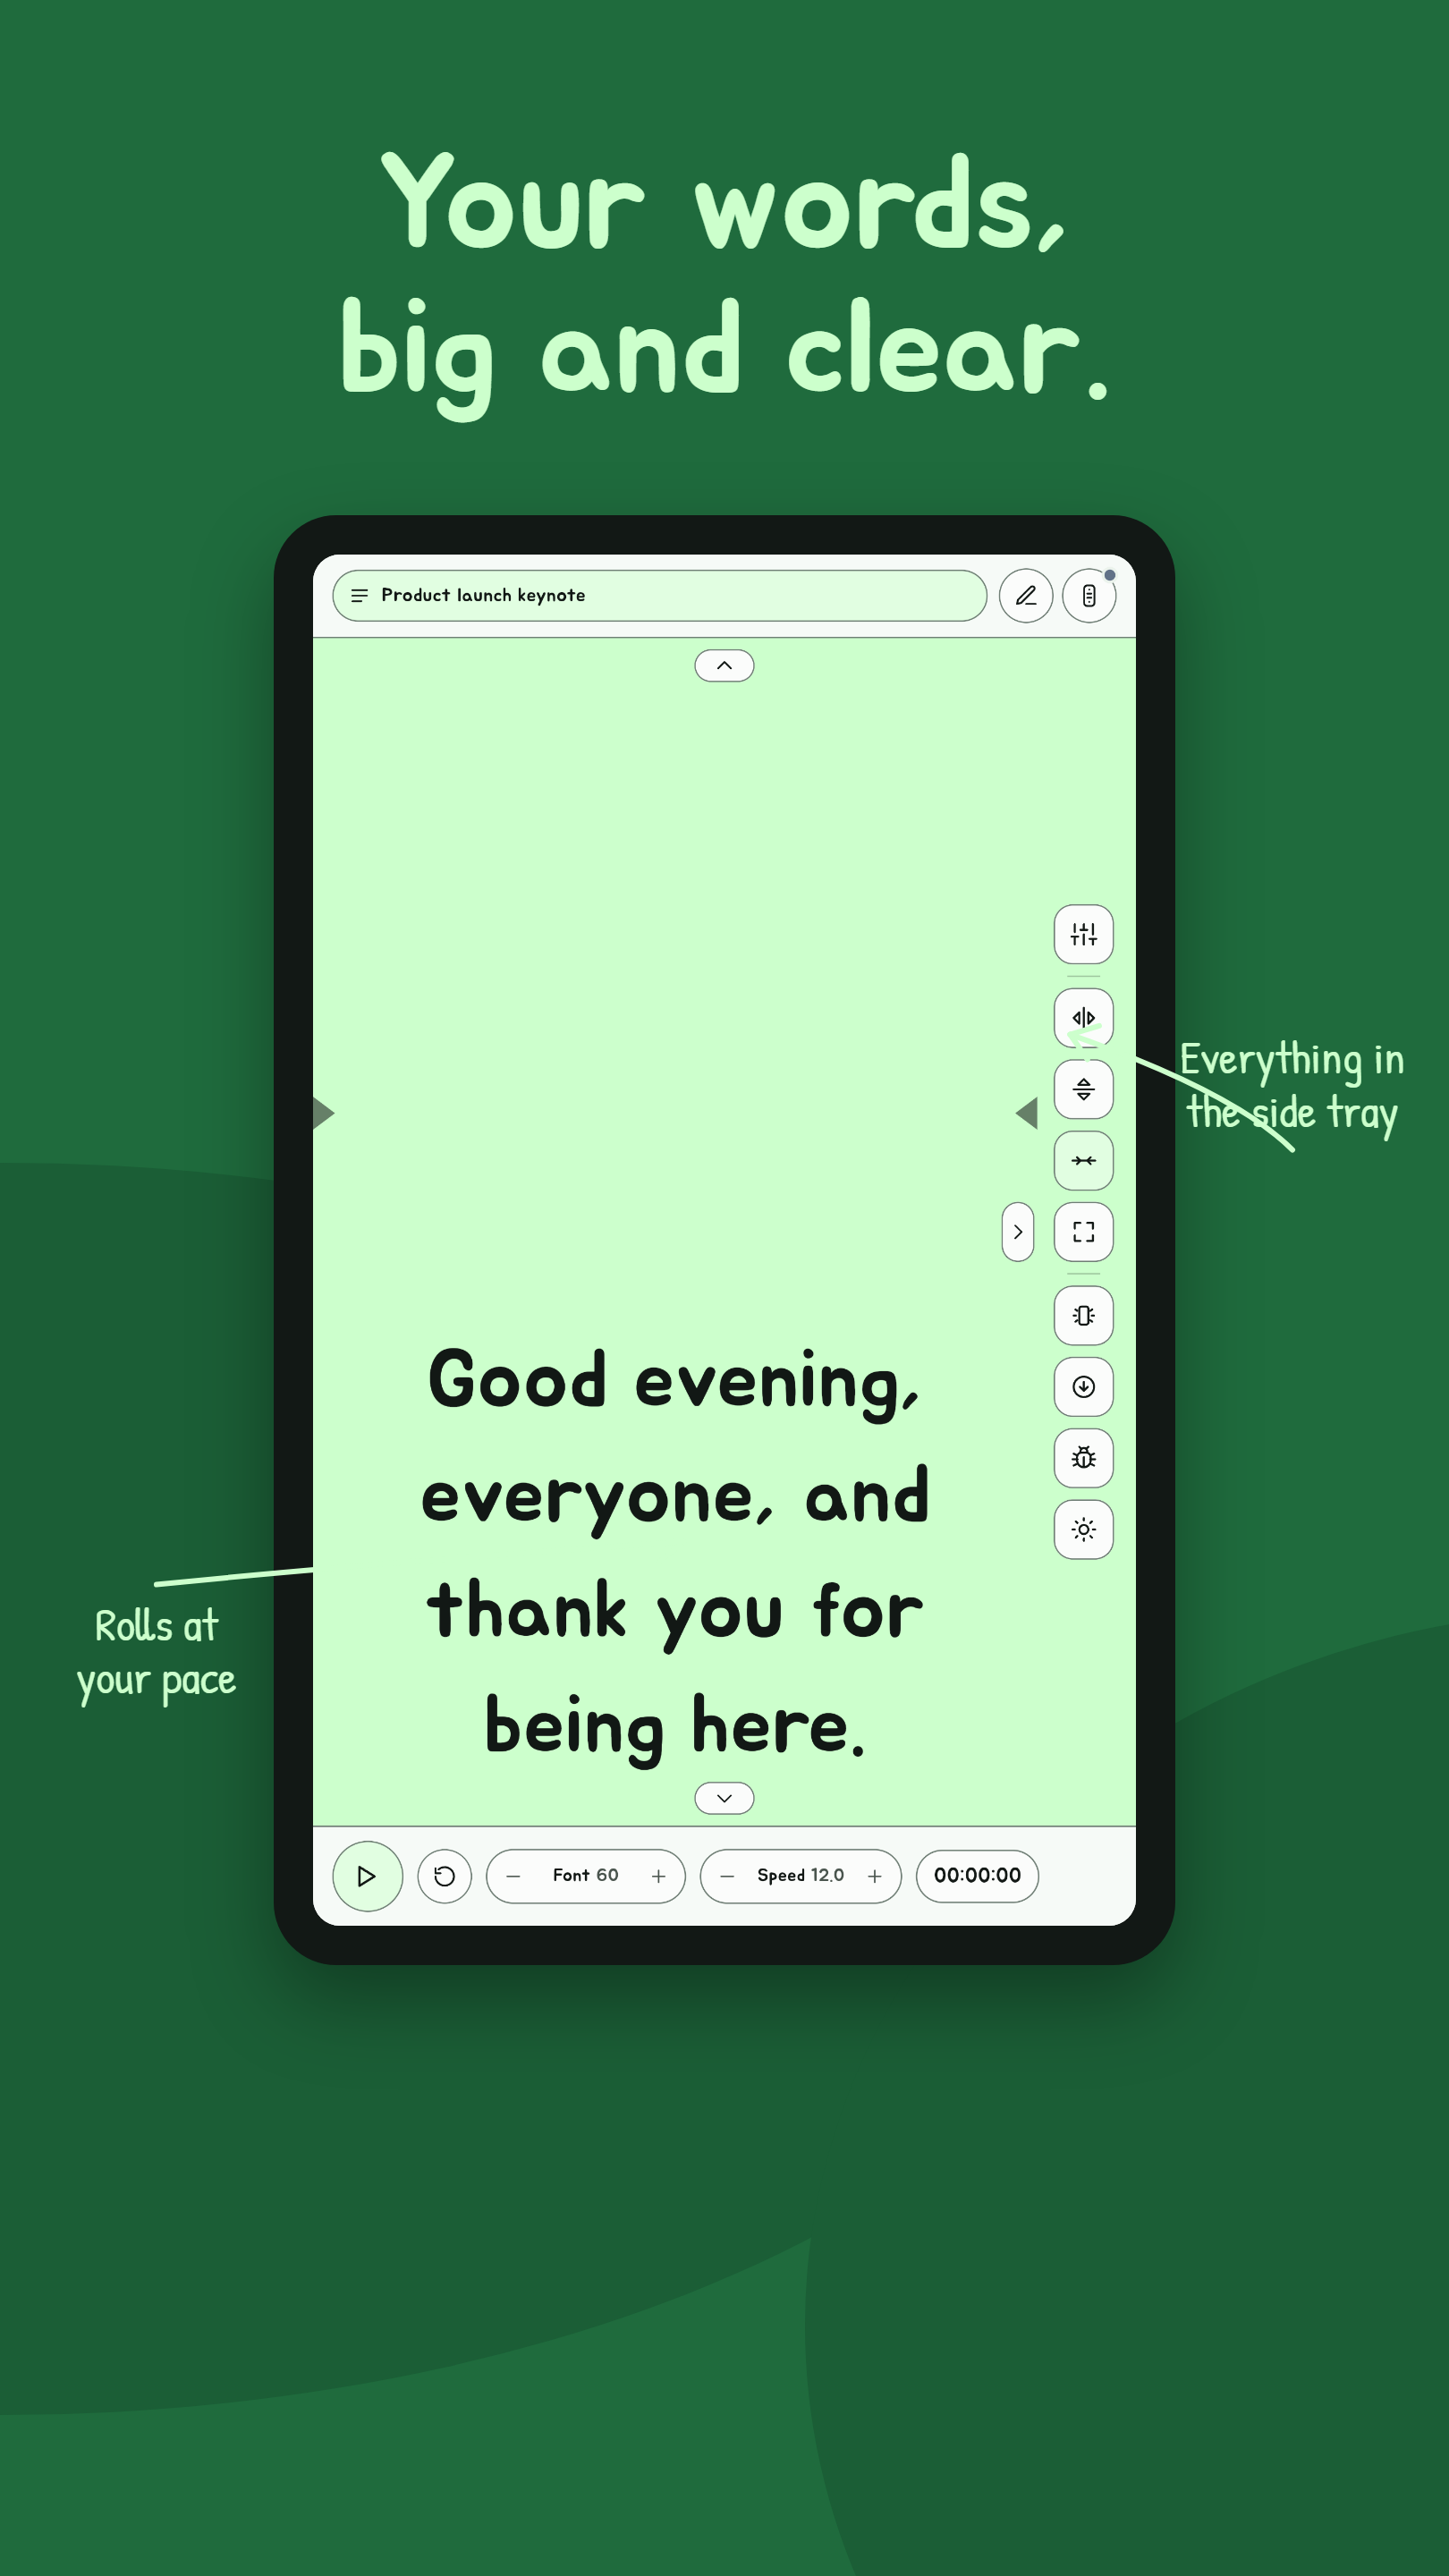 Your words,
big and clear.
Product launch keynote
Everything in
the side tray
Good evening,
everyone, and
thank you for
being here.
Rolls at
your pace
Font 60
Speed 12.0
00:00:00